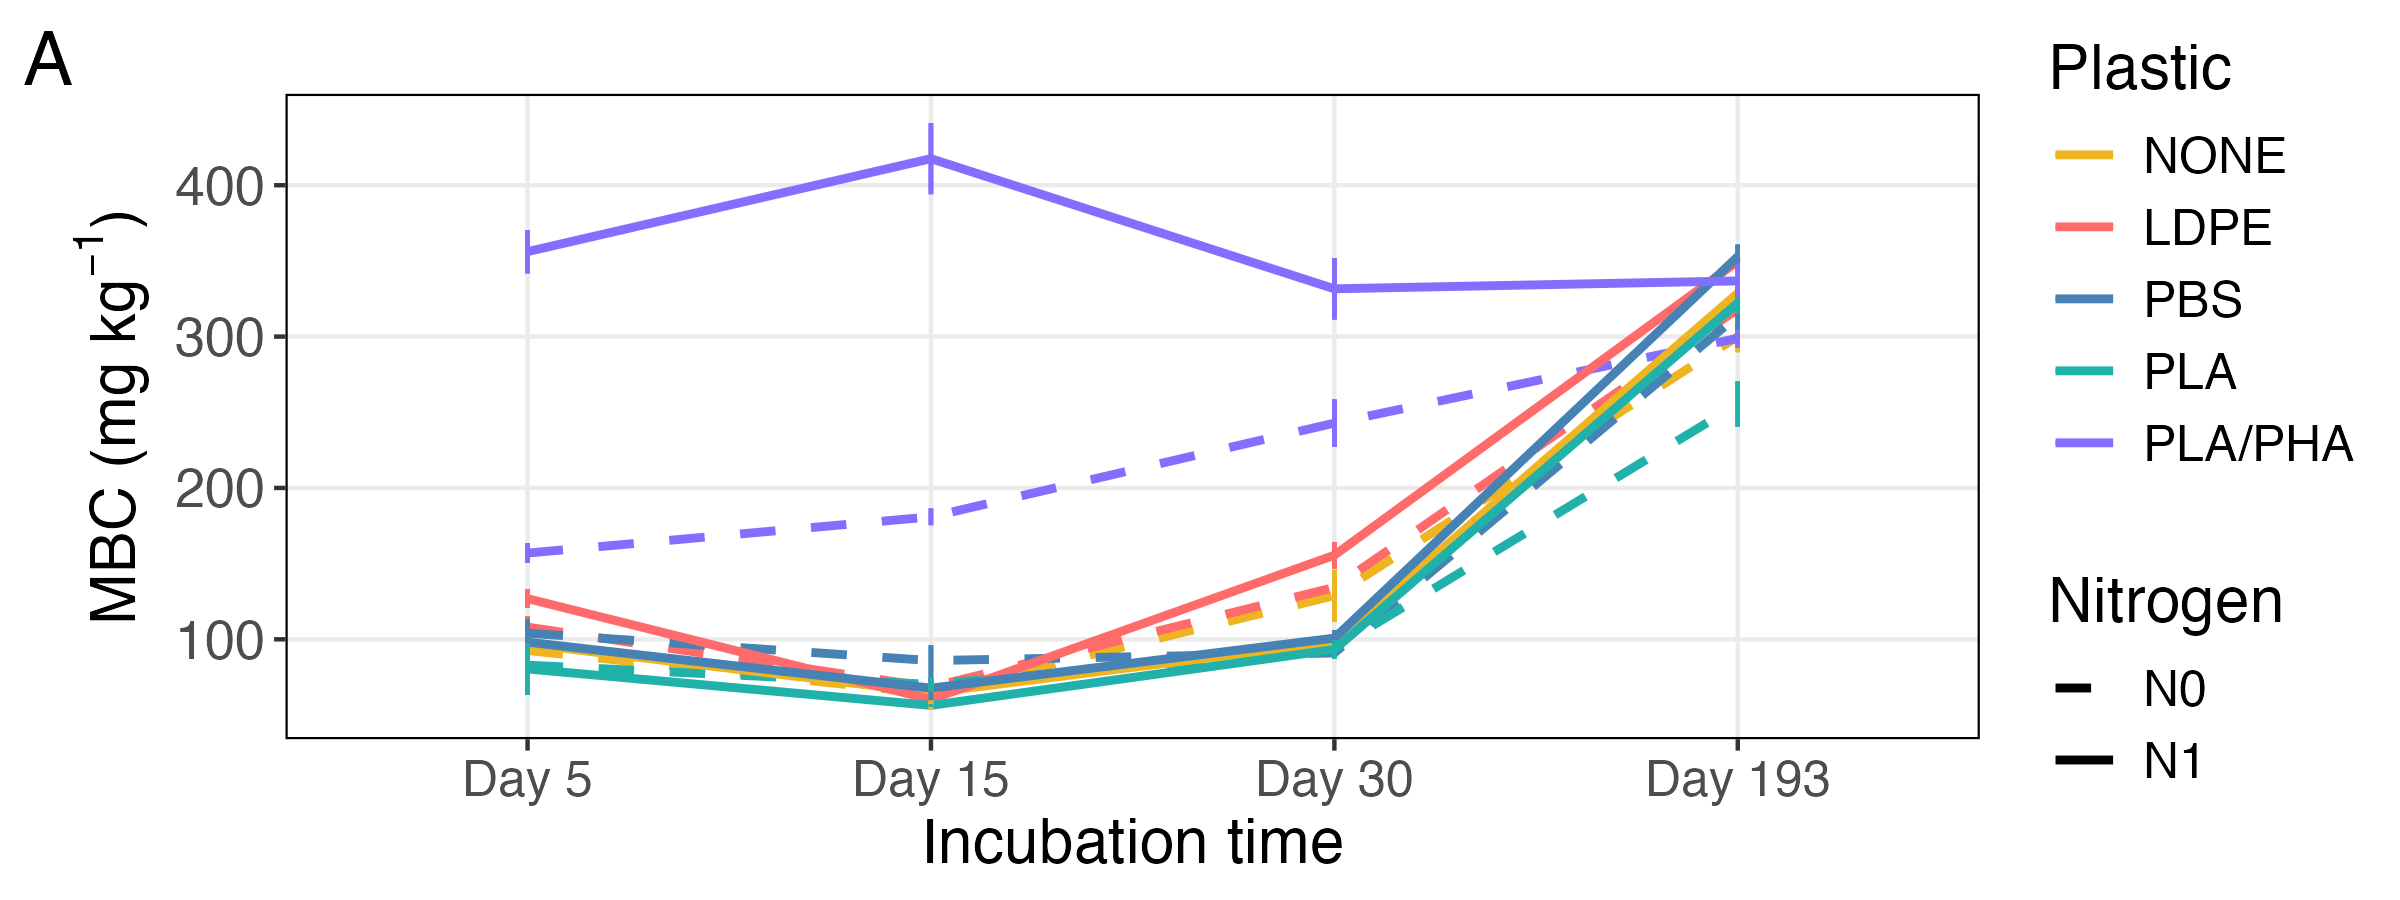 A
MBC (mg kg⁻¹)
400
300
200
100
Day 5
Day 15
Day 30
Day 193
Incubation time
Plastic
NONE
LDPE
PBS
PLA
PLA/PHA
Nitrogen
N0
N1